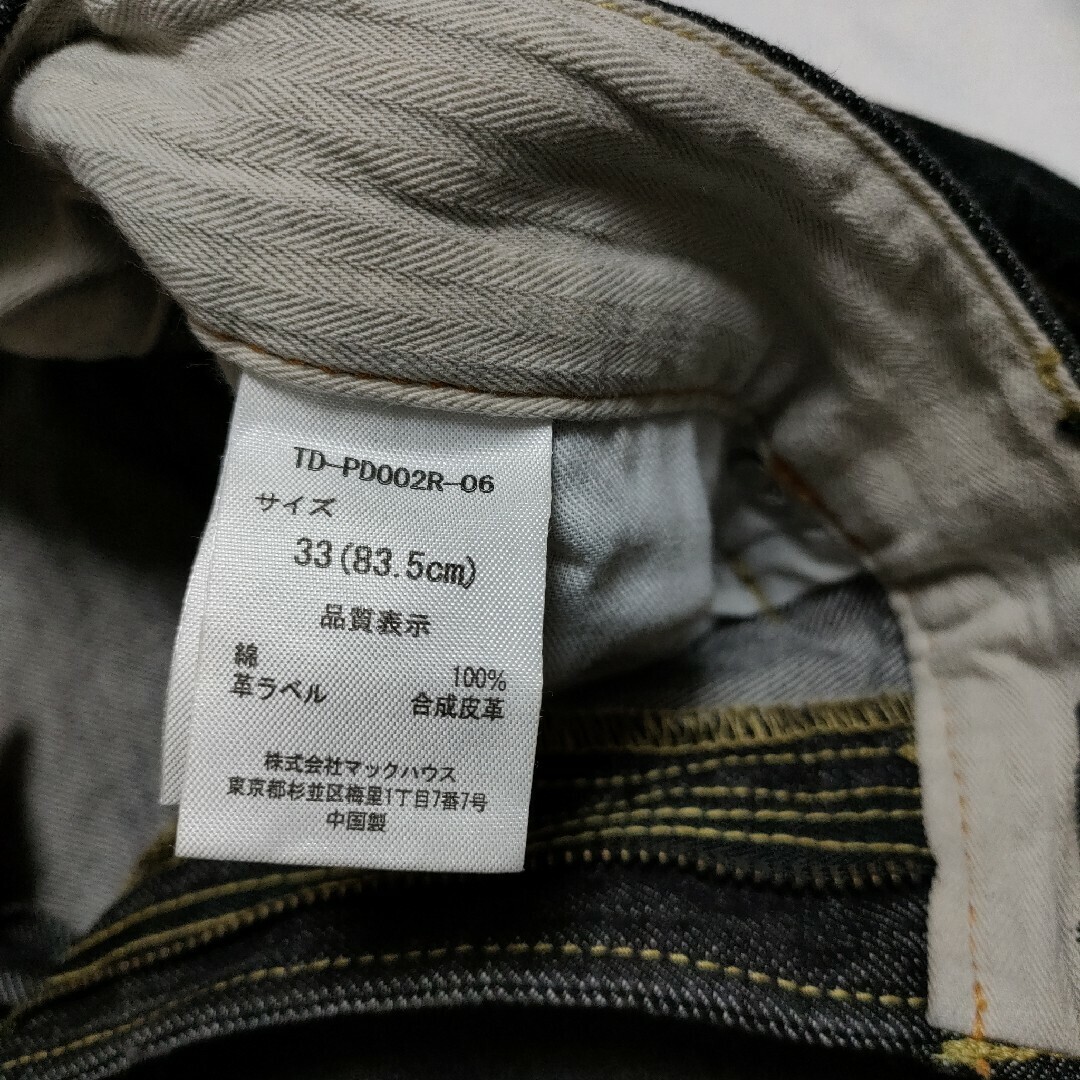 TD-PD002R-06
サイズ
33(83.5cm)
品質表示
綿 100%
革ラベル 合成皮革
株式会社マックハウス
東京都杉並区梅里1丁目7番7号
中国製